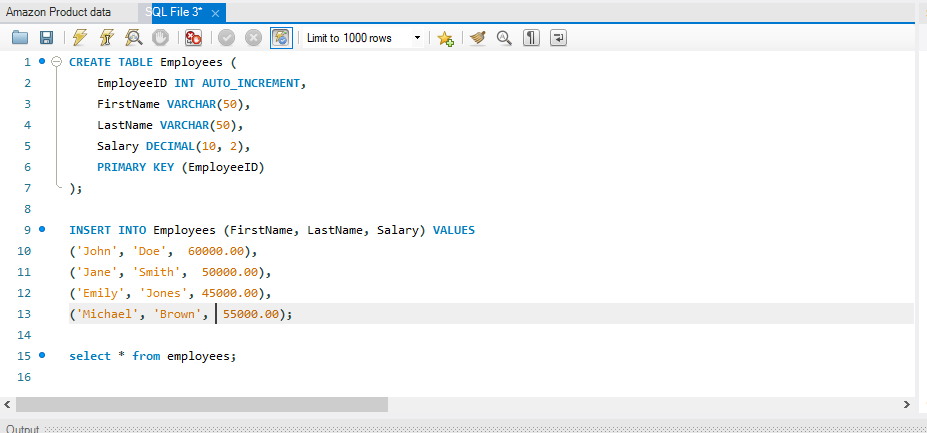 Amazon Product data SQL File 3* ×
Limit to 1000 rows
1 CREATE TABLE Employees (
2 EmployeeID INT AUTO_INCREMENT,
3 FirstName VARCHAR(50),
4 LastName VARCHAR(50),
5 Salary DECIMAL(10, 2),
6 PRIMARY KEY (EmployeeID)
7 );
8
9 INSERT INTO Employees (FirstName, LastName, Salary) VALUES
10 ('John', 'Doe', 60000.00),
11 ('Jane', 'Smith', 50000.00),
12 ('Emily', 'Jones', 45000.00),
13 ('Michael', 'Brown', 55000.00);
14
15 select * from employees;
16
Output